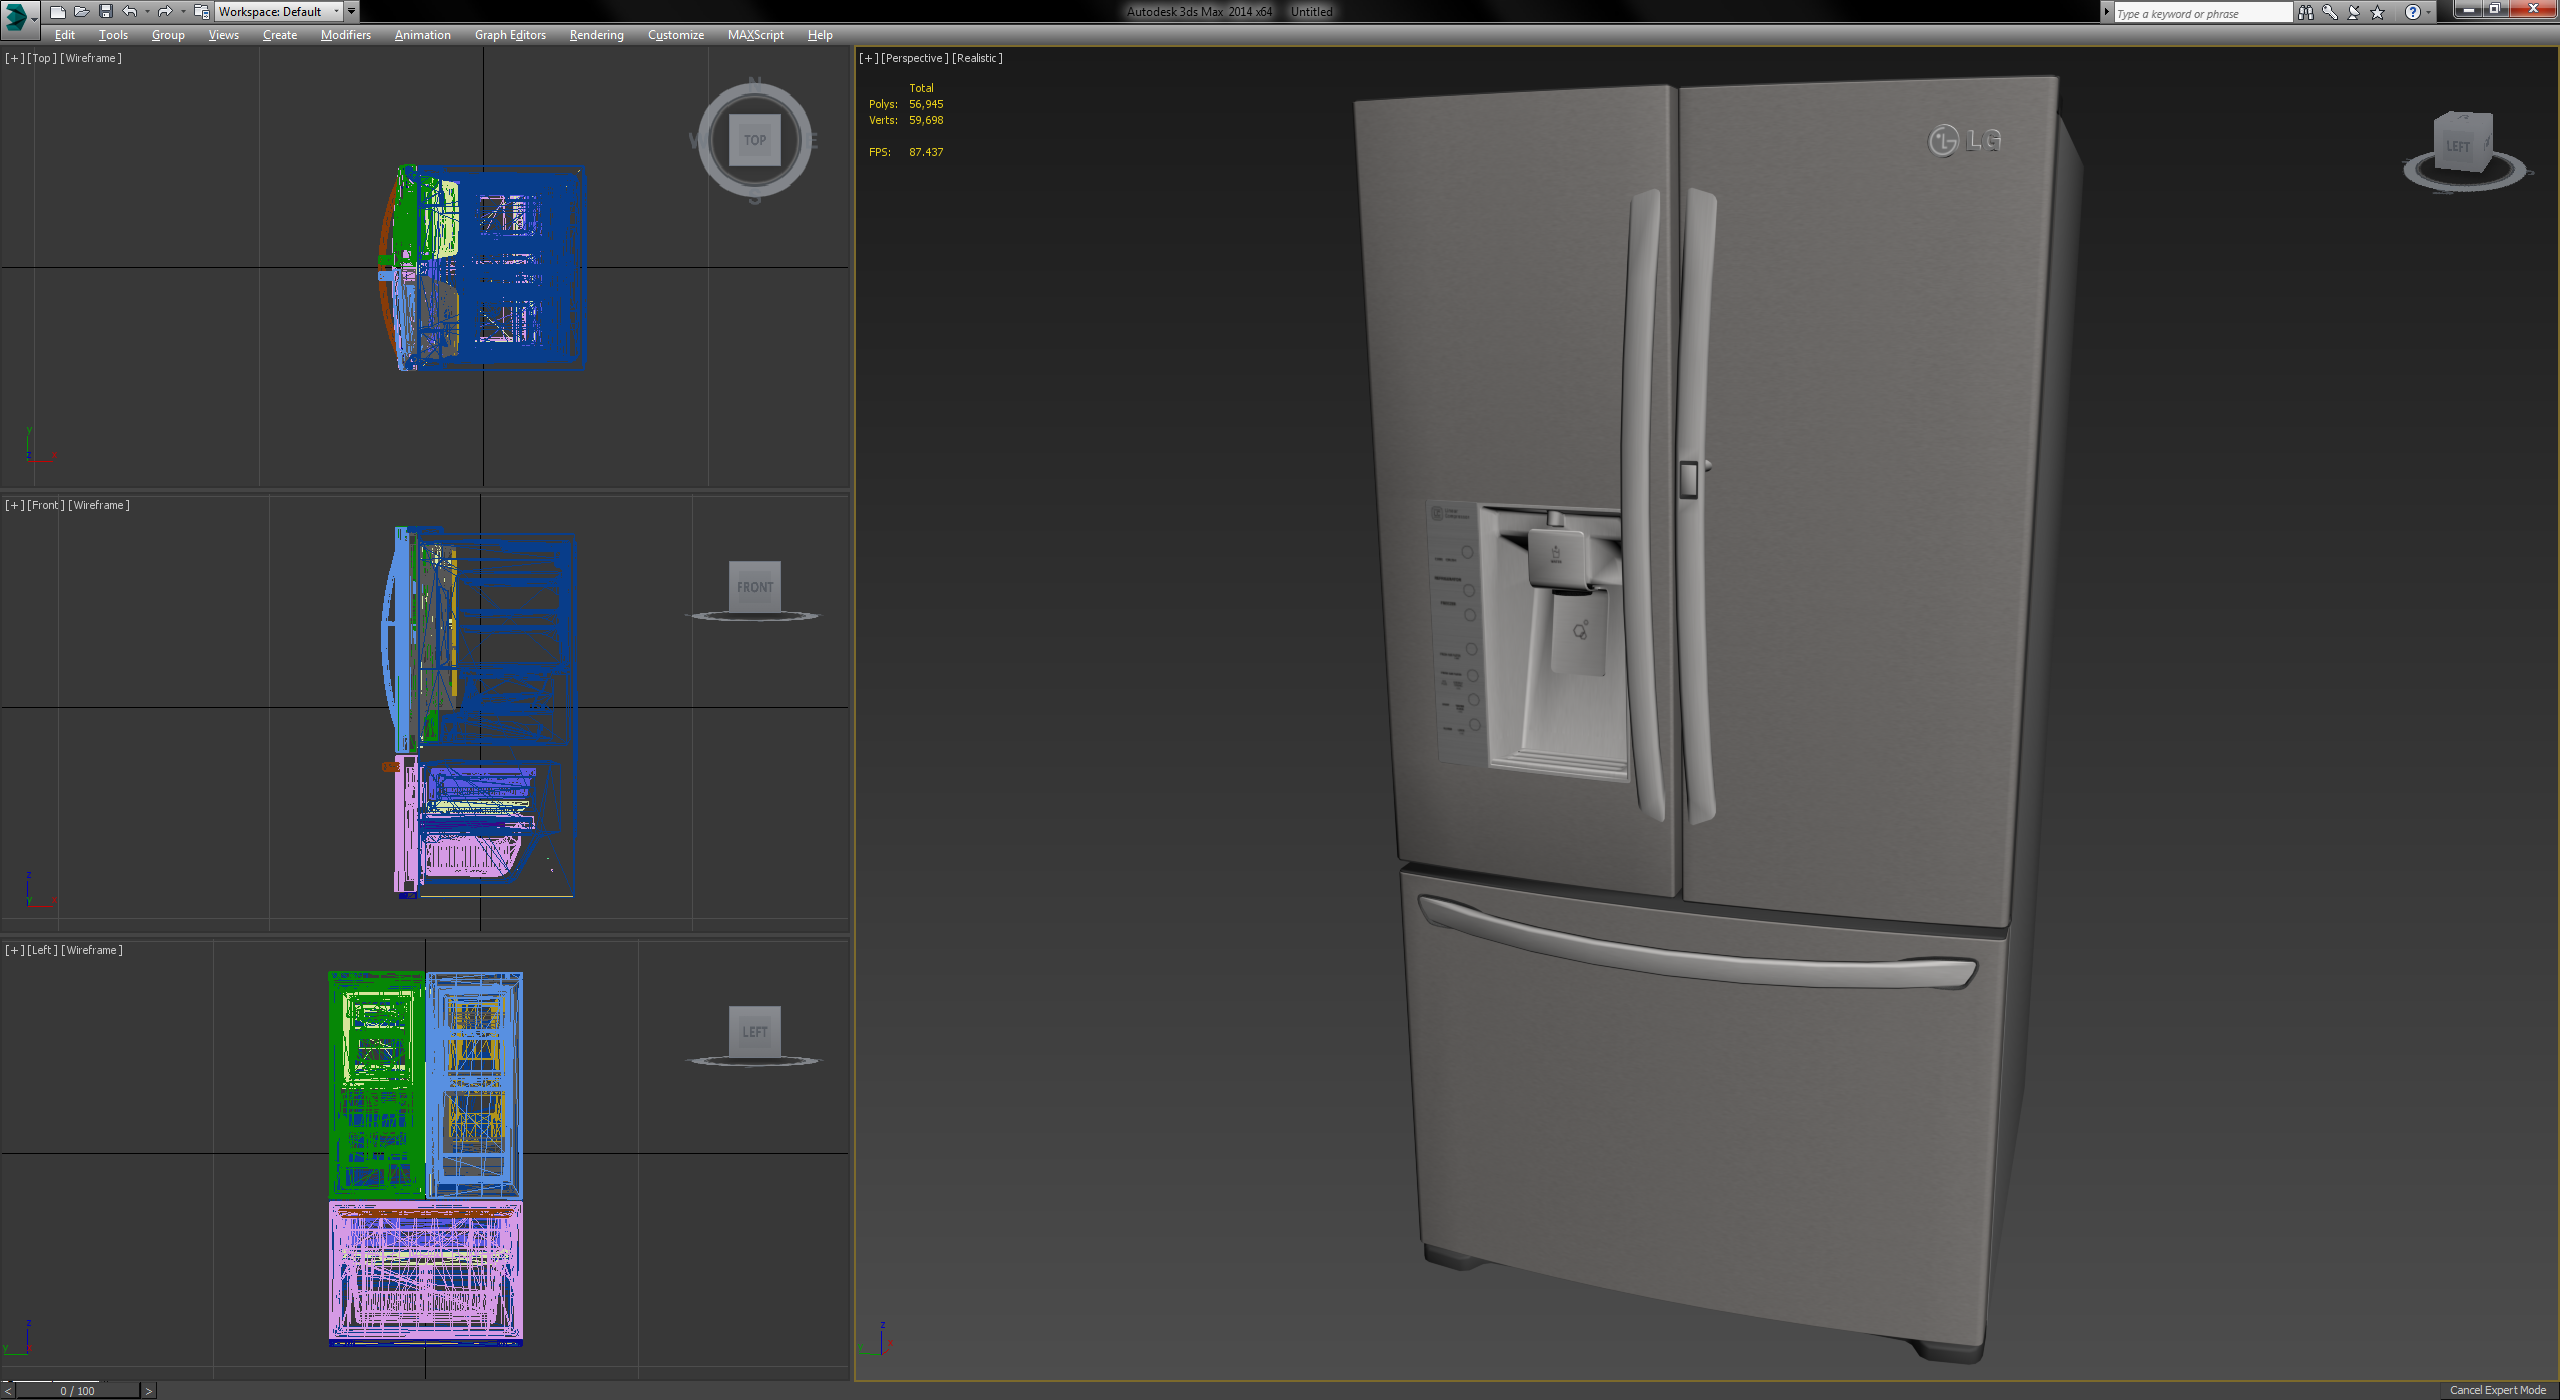 Workspace: Default
Autodesk 3ds Max 2014 x64 Untitled
Type a keyword or phrase
Edit Tools Group Views Create Modifiers Animation Graph Editors Rendering Customize MAXScript Help
[+] [Top] [Wireframe]
N
W TOP E
S
y
z x
[+] [Front] [Wireframe]
FRONT
z
y x
[+] [Left] [Wireframe]
LEFT
z
y x
[+] [Perspective] [Realistic]
Total
Polys: 56,945
Verts: 59,698
FPS: 87.437
LG
LEFT
z
y x
< 0 / 100 >
Cancel Expert Mode